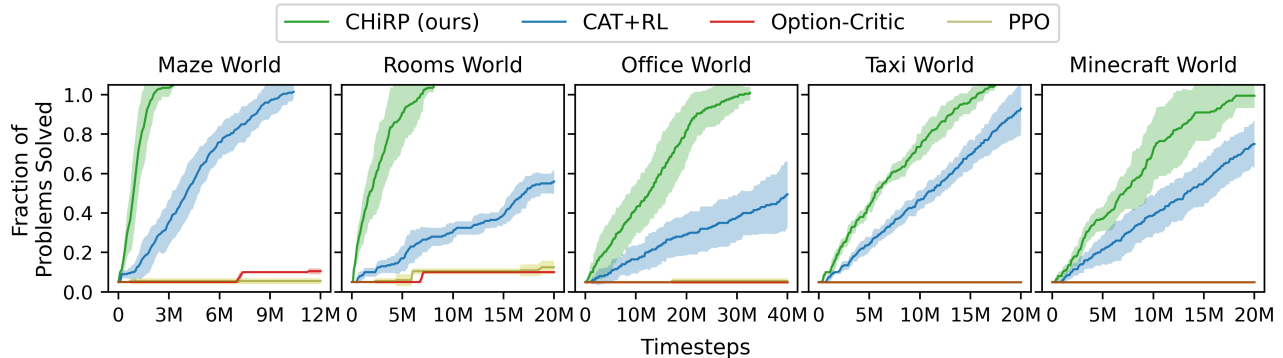 CHiRP (ours) CAT+RL Option-Critic PPO
Maze World Rooms World Office World Taxi World Minecraft World
Fraction of
Problems Solved
1.0
0.8
0.6
0.4
0.2
0.0
0 3M 6M 9M 12M 0 5M 10M 15M 20M 0 10M 20M 30M 40M 0 5M 10M 15M 20M 0 5M 10M 15M 20M
Timesteps